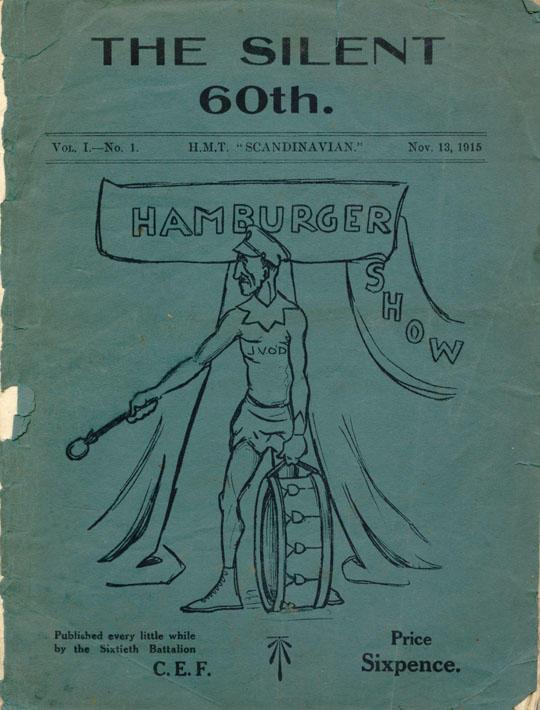 THE SILENT
60th.
VOL. I.—No. 1. H.M.T. "SCANDINAVIAN." Nov. 13, 1915
HAMBURGER
SHOW
J.V.O.D
Published every little while
by the Sixtieth Battalion
C. E. F.
Price
Sixpence.